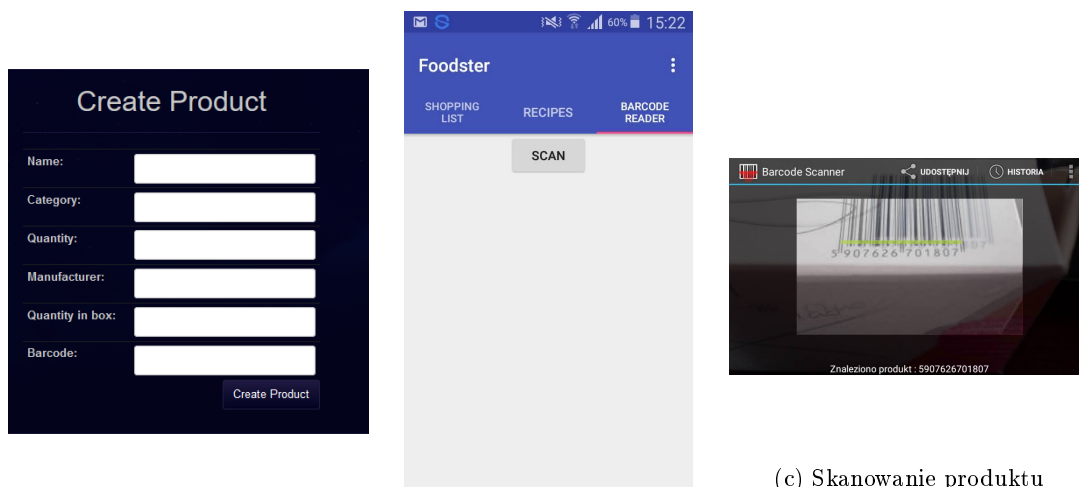 Create Product
Name:
Category:
Quantity:
Manufacturer:
Quantity in box:
Barcode:
Create Product
60% 15:22
Foodster
SHOPPING
LIST
RECIPES
BARCODE
READER
SCAN
Barcode Scanner
UDOSTĘPNIJ
HISTORIA
5 907626 701807
Znaleziono produkt : 5907626701807
(c) Skanowanie produktu